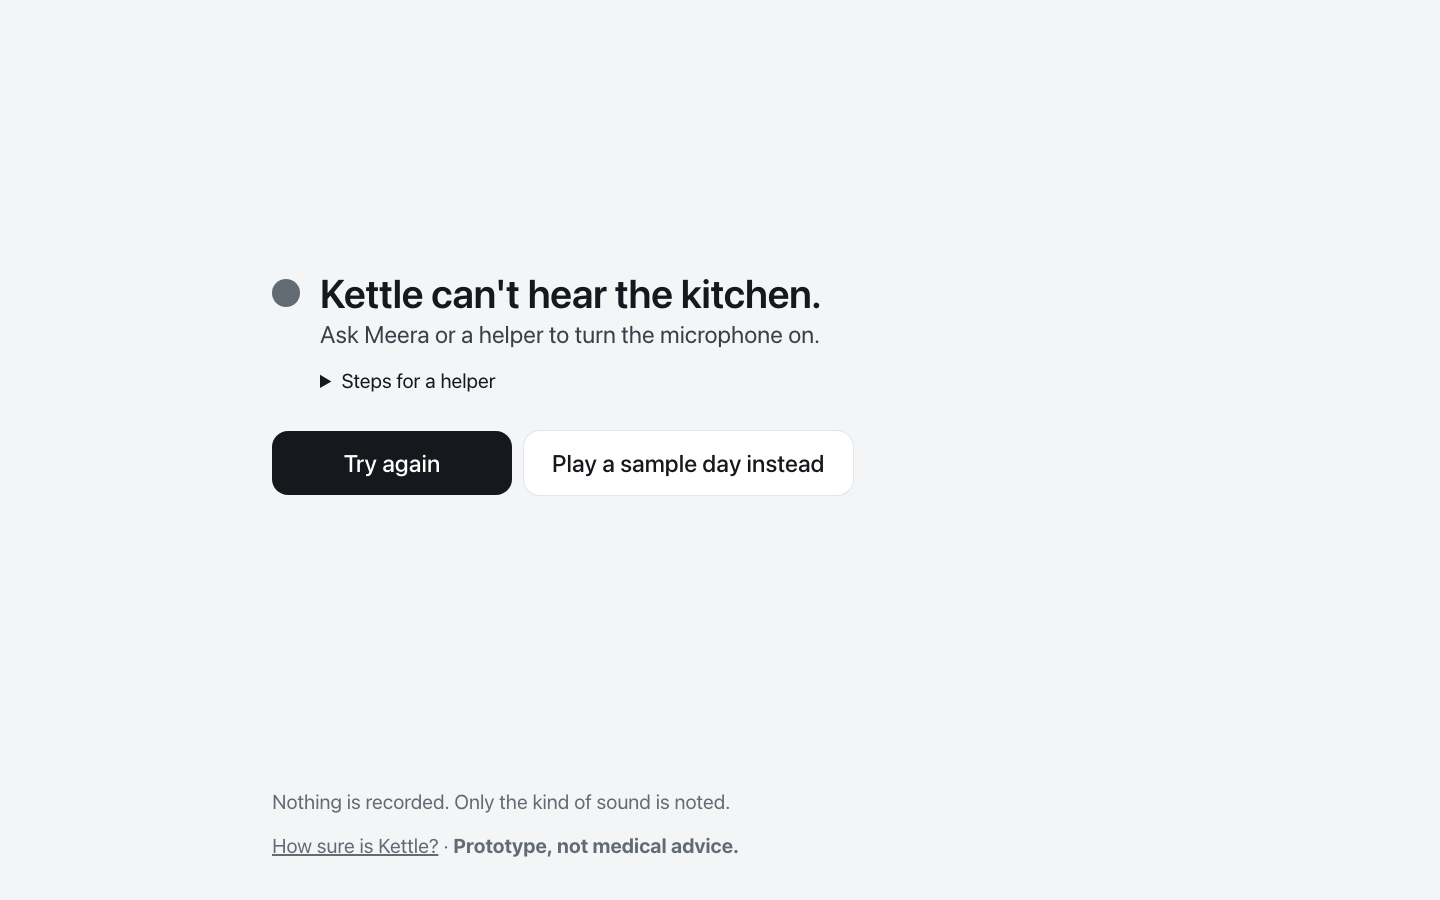 Kettle can't hear the kitchen.
Ask Meera or a helper to turn the microphone on.
Steps for a helper
Try again
Play a sample day instead
Nothing is recorded. Only the kind of sound is noted.
How sure is Kettle? · Prototype, not medical advice.